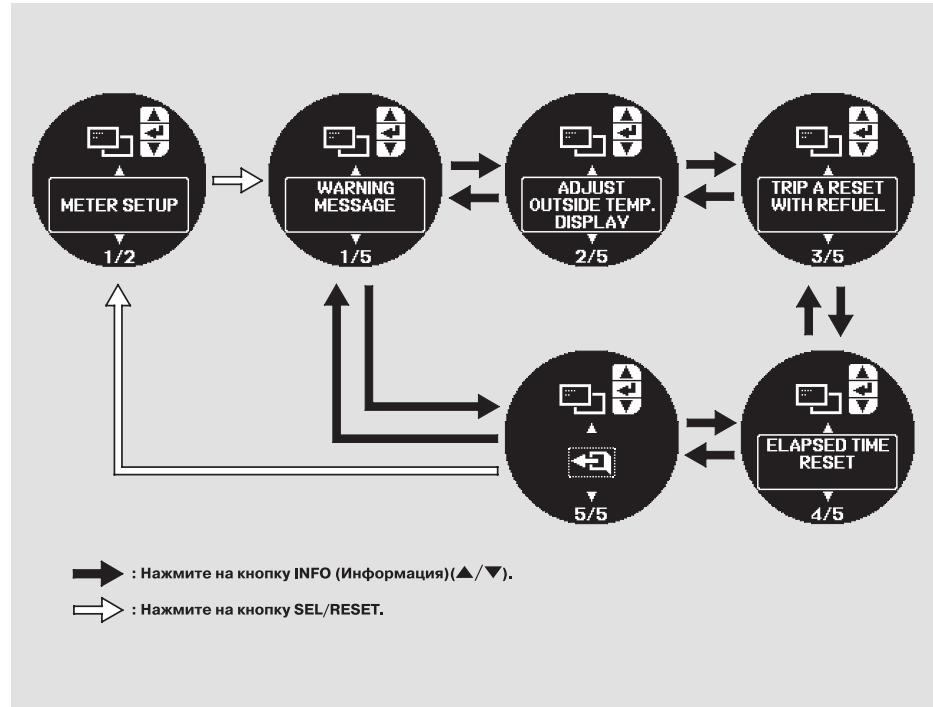 METER SETUP
1/2
WARNING
MESSAGE
1/5
ADJUST
OUTSIDE TEMP.
DISPLAY
2/5
TRIP A RESET
WITH REFUEL
3/5
5/5
ELAPSED TIME
RESET
4/5
: Нажмите на кнопку INFO (Информация)(▲/▼).
: Нажмите на кнопку SEL/RESET.